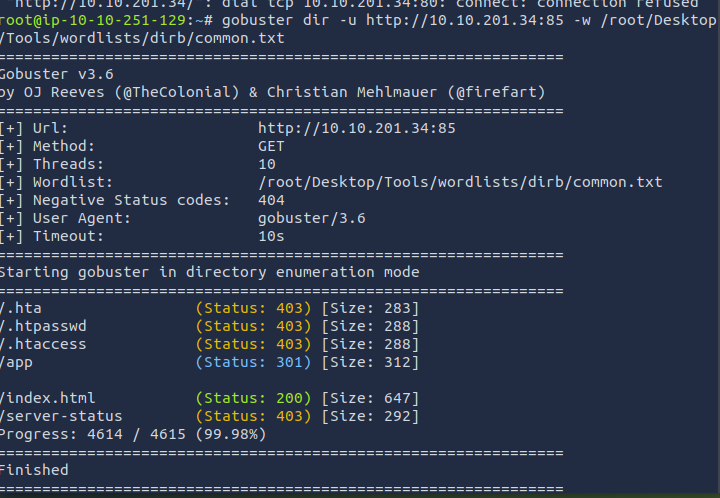 "http://10.10.201.34/": dial tcp 10.10.201.34:80: connect: connection refused
root@ip-10-10-251-129:~# gobuster dir -u http://10.10.201.34:85 -w /root/Desktop
/Tools/wordlists/dirb/common.txt
===============================================================
Gobuster v3.6
by OJ Reeves (@TheColonial) & Christian Mehlmauer (@firefart)
===============================================================
[+] Url:                     http://10.10.201.34:85
[+] Method:                  GET
[+] Threads:                 10
[+] Wordlist:                /root/Desktop/Tools/wordlists/dirb/common.txt
[+] Negative Status codes:   404
[+] User Agent:              gobuster/3.6
[+] Timeout:                 10s
===============================================================
Starting gobuster in directory enumeration mode
===============================================================
/.hta                 (Status: 403) [Size: 283]
/.htpasswd            (Status: 403) [Size: 288]
/.htaccess            (Status: 403) [Size: 288]
/app                  (Status: 301) [Size: 312]
/index.html           (Status: 200) [Size: 647]
/server-status        (Status: 403) [Size: 292]
Progress: 4614 / 4615 (99.98%)
===============================================================
Finished
===============================================================